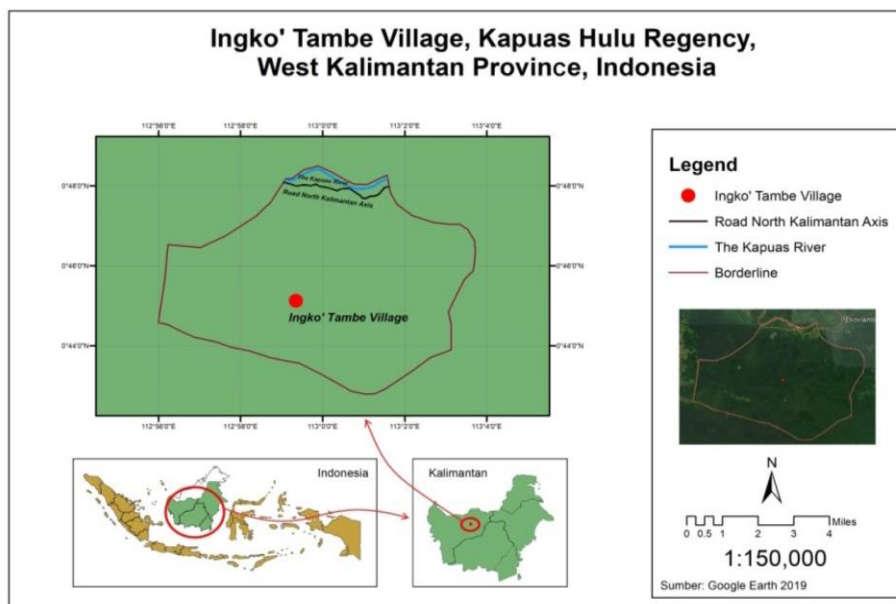 Ingko' Tambe Village, Kapuas Hulu Regency,
West Kalimantan Province, Indonesia
112°56'0"E 112°58'0"E 113°0'0"E 113°2'0"E 113°4'0"E
0°48'0"N
0°46'0"N
0°44'0"N
The Kapuas River
Road North Kalimantan Axis
Ingko' Tambe Village
0°48'0"N
0°46'0"N
0°44'0"N
112°56'0"E 112°58'0"E 113°0'0"E 113°2'0"E 113°4'0"E
Indonesia
Kalimantan
Legend
Ingko' Tambe Village
Road North Kalimantan Axis
The Kapuas River
Borderline
N
Miles
0 0.5 1 2 3 4
1:150,000
Sumber: Google Earth 2019